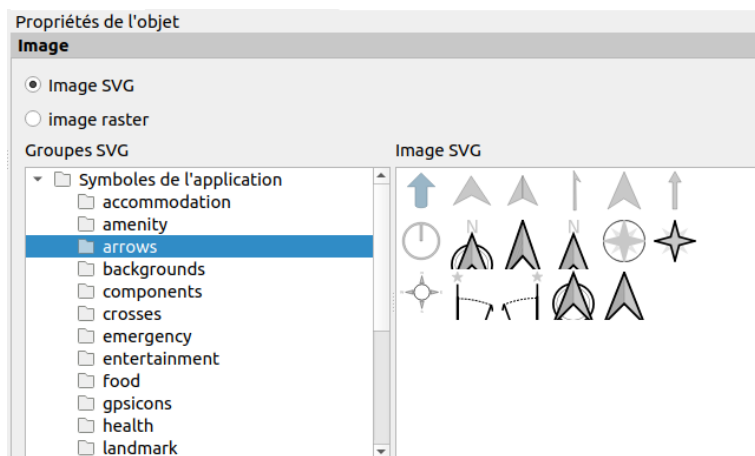 Propriétés de l'objet
Image
Image SVG
image raster
Groupes SVG
Image SVG
Symboles de l'application
accommodation
amenity
arrows
backgrounds
components
crosses
emergency
entertainment
food
gpsicons
health
landmark
N
N